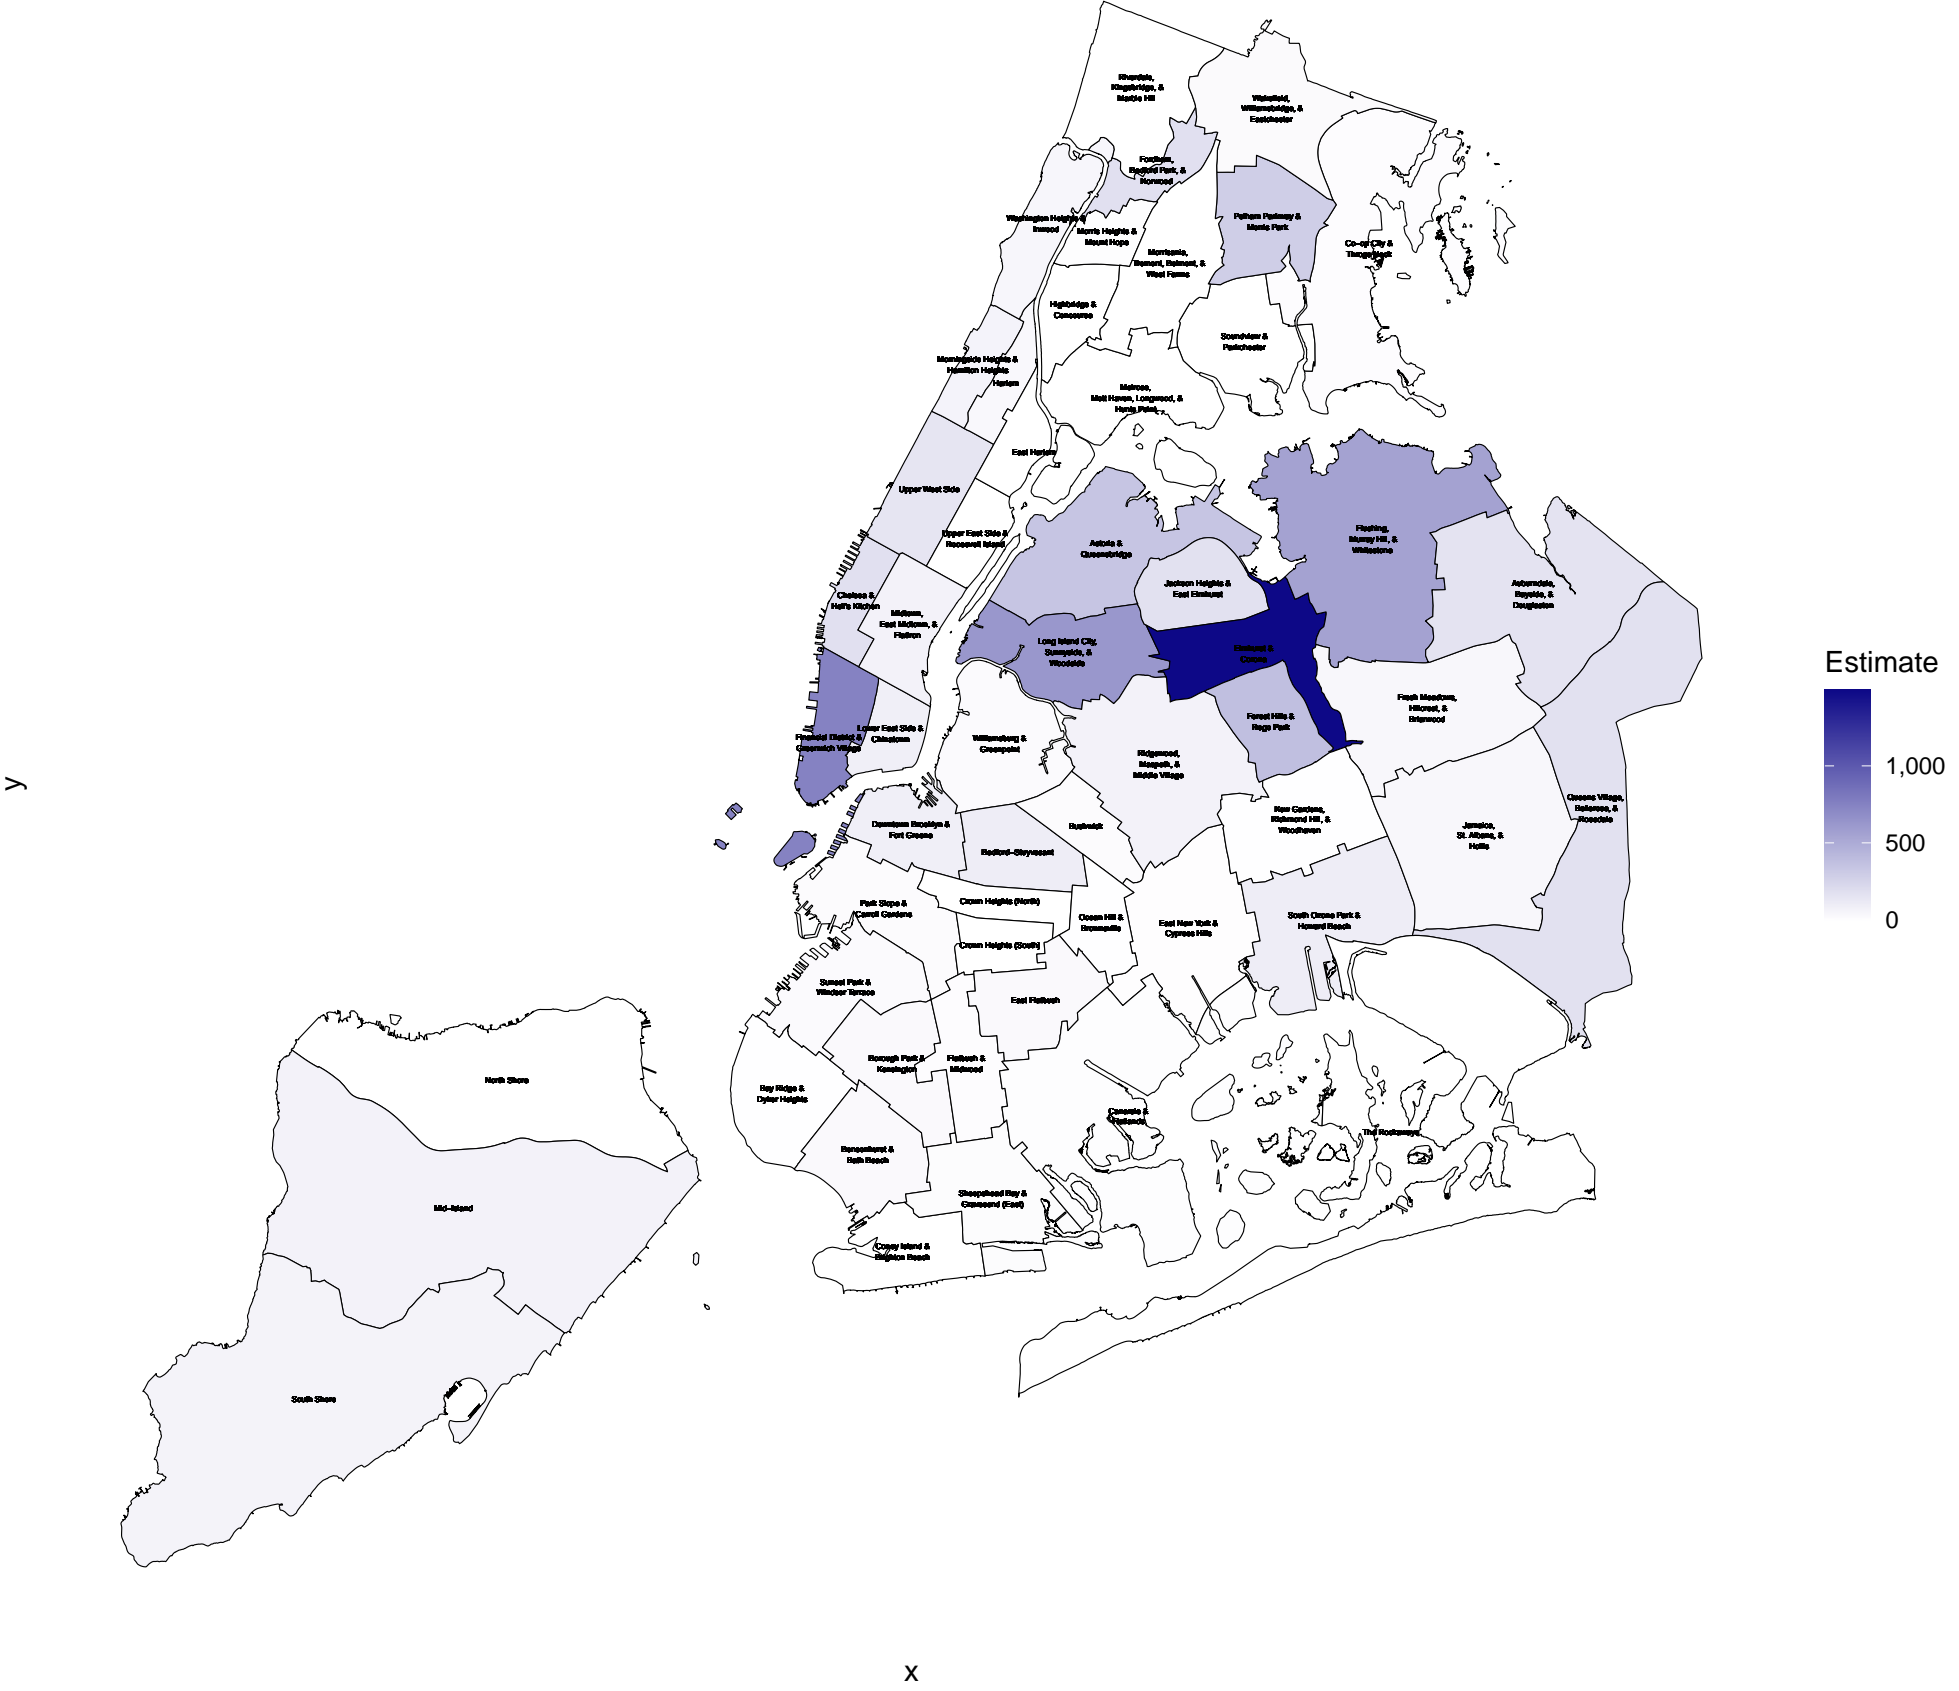 Riverdale,
Kingsbridge, &
Marble Hill
Wakefield,
Williamsbridge, &
Eastchester
Fordham,
Bedford Park, &
Norwood
Pelham Parkway &
Morris Park
Washington Heights &
Inwood
Morris Heights &
Mount Hope
Co-op City &
Throgs Neck
Morrisania,
Tremont, Belmont, &
West Farms
Highbridge &
Concourse
Soundview &
Parkchester
Morningside Heights &
Hamilton Heights
Harlem
Melrose,
Mott Haven, Longwood, &
Hunts Point
East Harlem
Upper West Side
Upper East Side &
Roosevelt Island
Astoria &
Queensbridge
Flushing,
Murray Hill, &
Whitestone
Jackson Heights &
East Elmhurst
Auburndale,
Bayside, &
Douglaston
Chelsea &
Hell's Kitchen
Midtown,
East Midtown, &
Flatiron
Long Island City,
Sunnyside, &
Woodside
Elmhurst &
Corona
Estimate
1,000
500
0
Fresh Meadows,
Hillcrest, &
Briarwood
Forest Hills &
Rego Park
Financial District &
Greenwich Village
Lower East Side &
Chinatown
Williamsburg &
Greenpoint
Ridgewood,
Maspeth, &
Middle Village
y
Kew Gardens,
Richmond Hill, &
Woodhaven
Queens Village,
Bellerose, &
Rosedale
Jamaica,
St. Albans, &
Hollis
Downtown Brooklyn &
Fort Greene
Bushwick
Bedford-Stuyvesant
Park Slope &
Carroll Gardens
Crown Heights (North)
Ocean Hill &
Brownsville
East New York &
Cypress Hills
South Ozone Park &
Howard Beach
Crown Heights (South)
Sunset Park &
Windsor Terrace
East Flatbush
Borough Park &
Kensington
Flatbush &
Midwood
North Shore
Bay Ridge &
Dyker Heights
Canarsie &
Flatlands
The Rockaways
Bensonhurst &
Bath Beach
Sheepshead Bay &
Gravesend (East)
Mid-Island
Coney Island &
Brighton Beach
South Shore
x